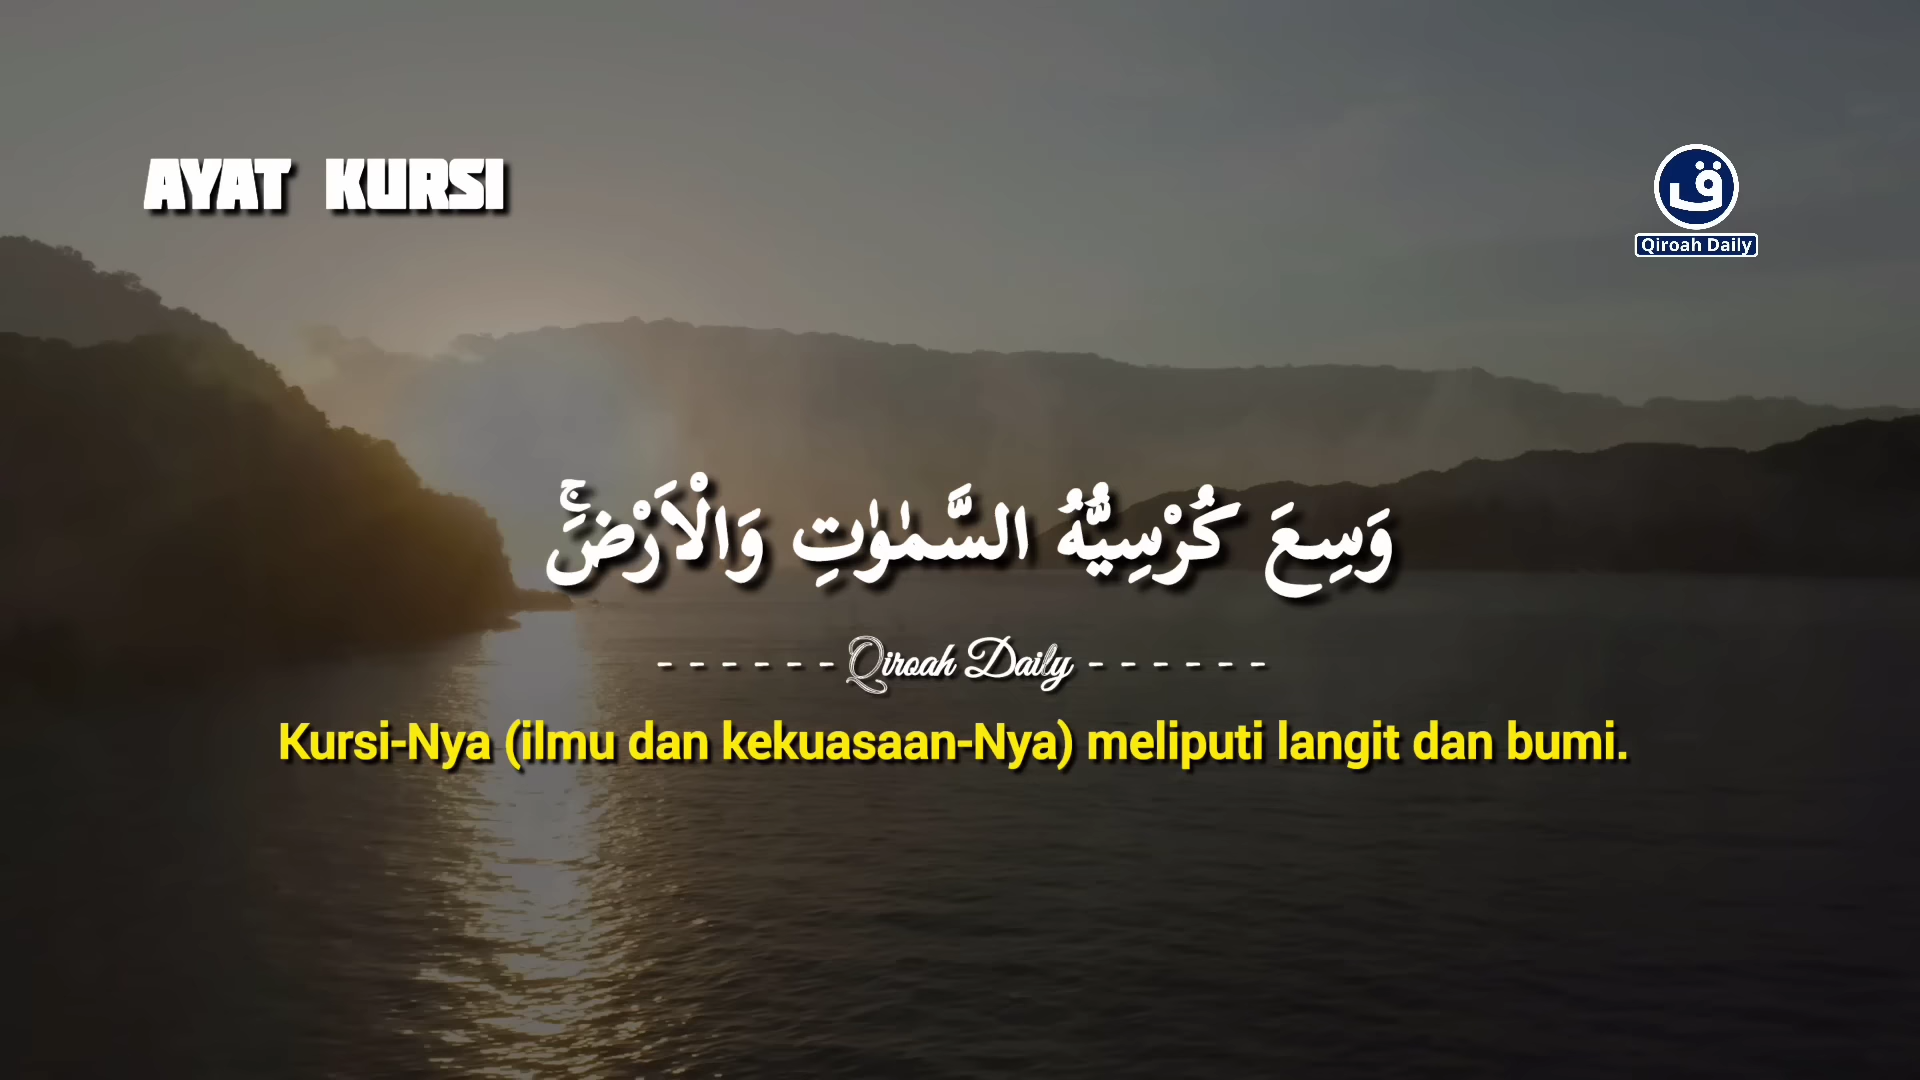 AYAT KURSI
ق
Qiroah Daily
وَسِعَ كُرْسِيُّهُ السَّمٰوٰتِ وَالْاَرْضَۚ
- - - - - - Qiroah Daily - - - - - -
Kursi-Nya (ilmu dan kekuasaan-Nya) meliputi langit dan bumi.